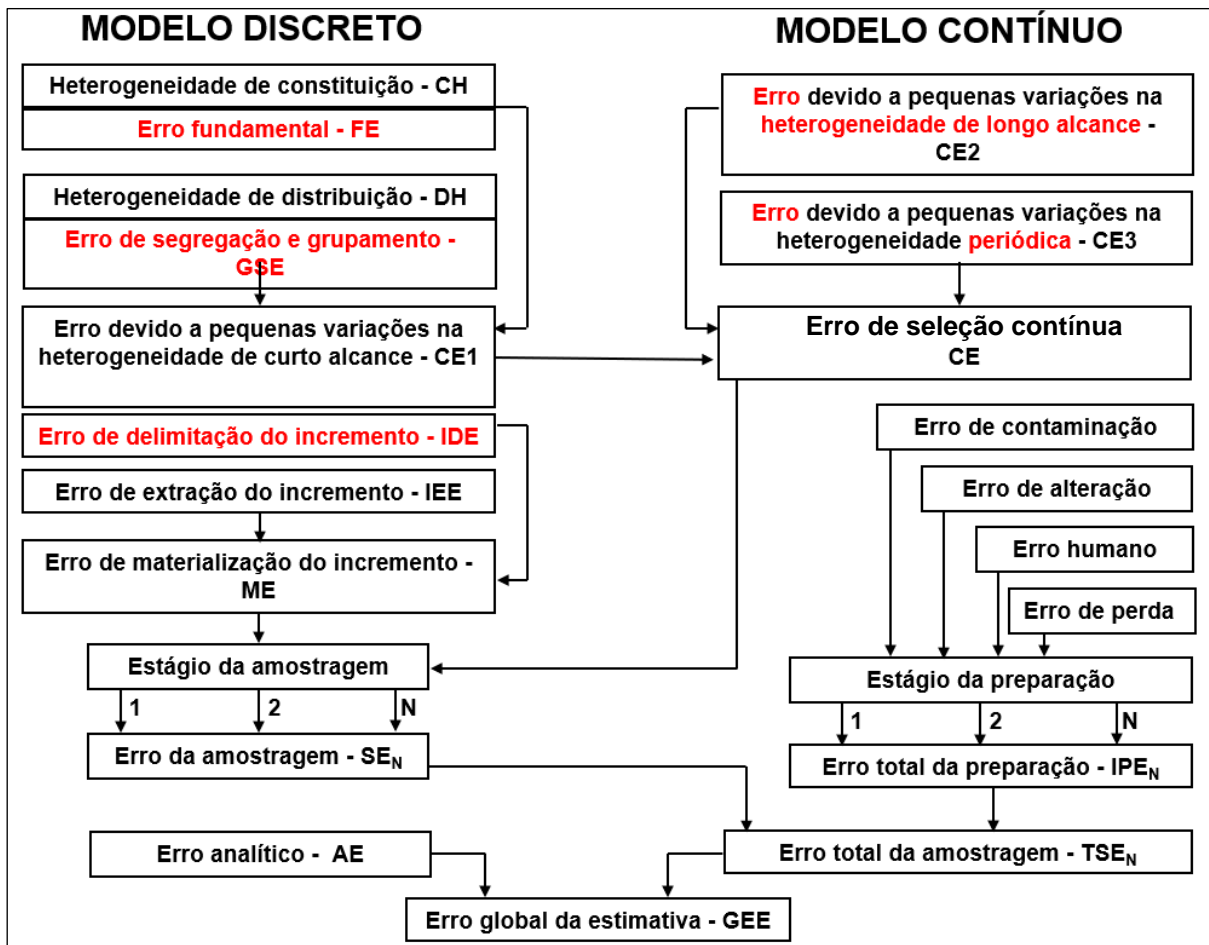 MODELO DISCRETO
Heterogeneidade de constituição - CH
Erro fundamental - FE
Heterogeneidade de distribuição - DH
Erro de segregação e grupamento -
GSE
Erro devido a pequenas variações na
heterogeneidade de curto alcance - CE1
Erro de delimitação do incremento - IDE
Erro de extração do incremento - IEE
Erro de materialização do incremento -
ME
Estágio da amostragem
1 2 N
Erro da amostragem - SEN
Erro analítico - AE
MODELO CONTÍNUO
Erro devido a pequenas variações na
heterogeneidade de longo alcance -
CE2
Erro devido a pequenas variações na
heterogeneidade periódica - CE3
Erro de seleção contínua
CE
Erro de contaminação
Erro de alteração
Erro humano
Erro de perda
Estágio da preparação
1 2 N
Erro total da preparação - IPEN
Erro total da amostragem - TSEN
Erro global da estimativa - GEE